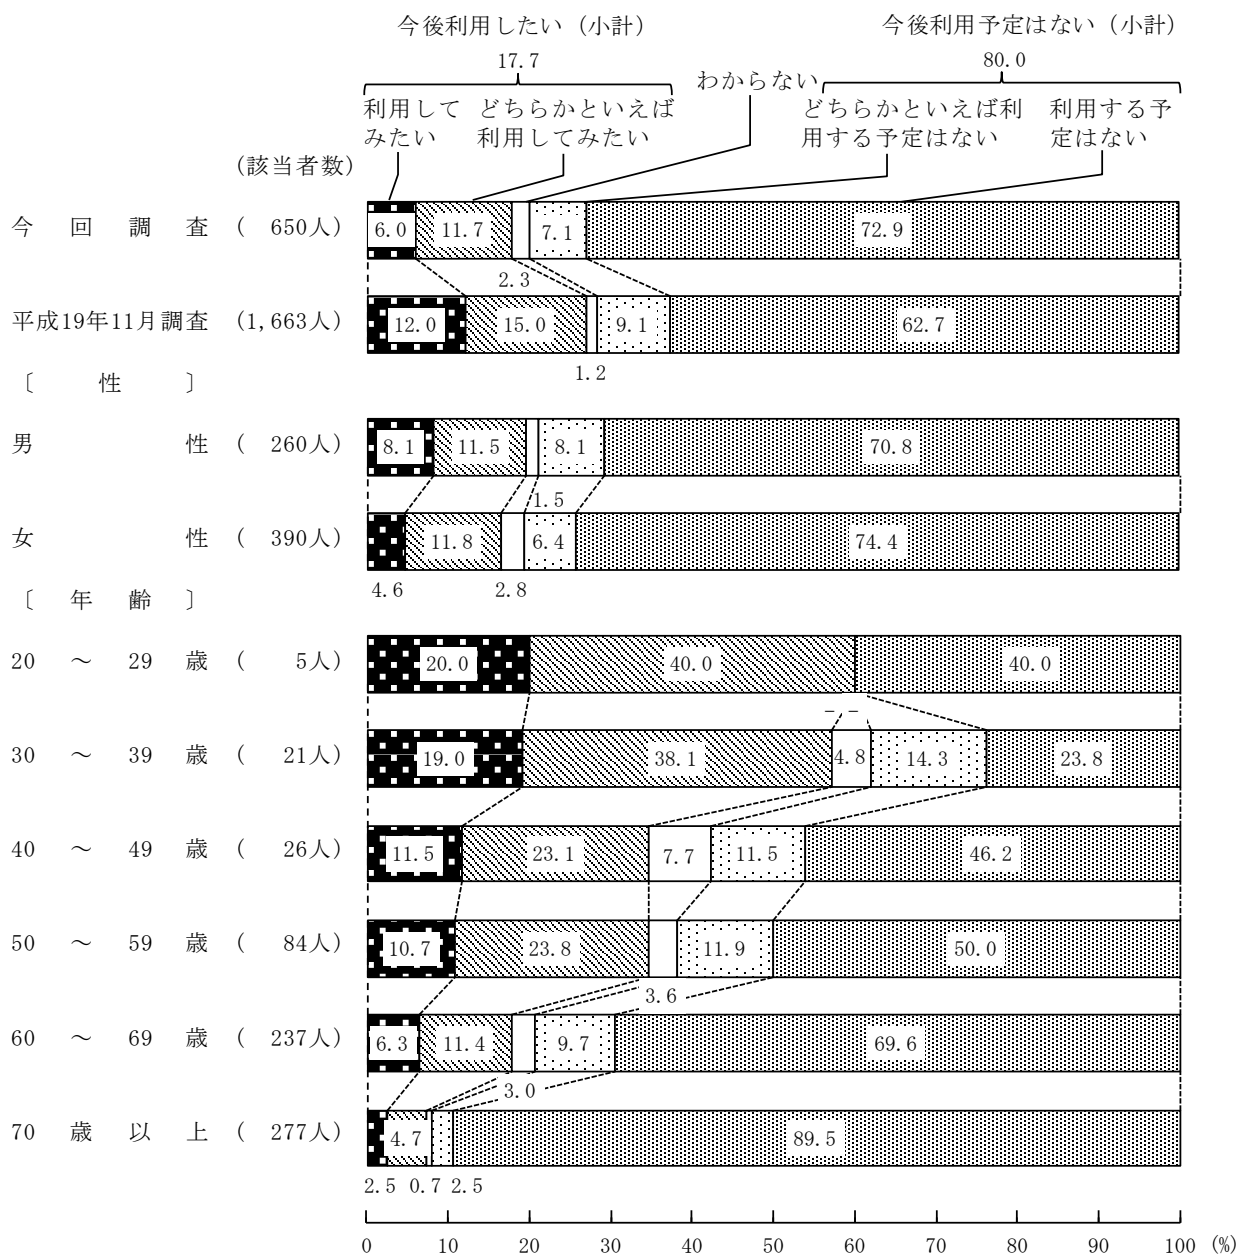 今後利用したい（小計）
17.7
今後利用予定はない（小計）
80.0
利用して
みたい
どちらかといえば
利用してみたい
わからない
どちらかといえば利
用する予定はない
利用する予
定はない
(該当者数)
今回調査 ( 650人) 6.0 11.7 7.1 72.9
2.3
平成19年11月調査 (1,663人) 12.0 15.0 9.1 62.7
1.2
〔性〕
男性 ( 260人) 8.1 11.5 8.1 70.8
1.5
女性 ( 390人) 11.8 6.4 74.4
4.6 2.8
〔年齢〕
20～29歳 ( 5人) 20.0 40.0 40.0
- -
30～39歳 ( 21人) 19.0 38.1 4.8 14.3 23.8
40～49歳 ( 26人) 11.5 23.1 7.7 11.5 46.2
50～59歳 ( 84人) 10.7 23.8 11.9 50.0
3.6
60～69歳 ( 237人) 6.3 11.4 9.7 69.6
3.0
70歳以上 ( 277人) 4.7 89.5
2.5 0.7 2.5
0 10 20 30 40 50 60 70 80 90 100 (%)